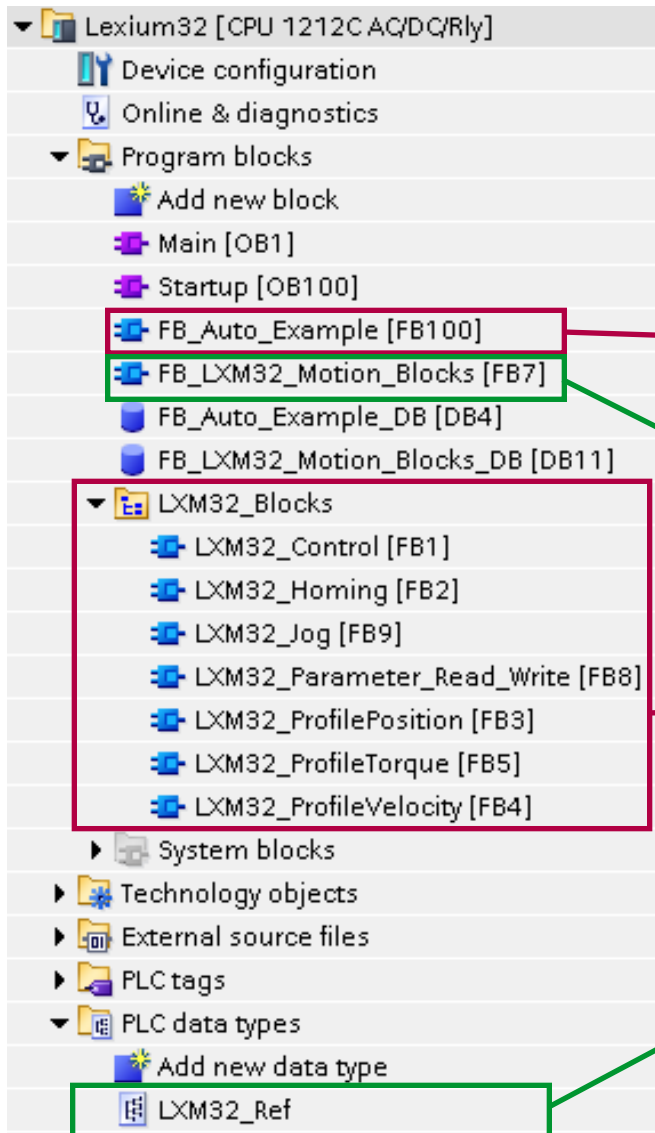 Lexium32 [CPU 1212C AC/DC/Rly]
Device configuration
Online & diagnostics
Program blocks
Add new block
Main [OB1]
Startup [OB100]
FB_Auto_Example [FB100]
FB_LXM32_Motion_Blocks [FB7]
FB_Auto_Example_DB [DB4]
FB_LXM32_Motion_Blocks_DB [DB11]
LXM32_Blocks
LXM32_Control [FB1]
LXM32_Homing [FB2]
LXM32_Jog [FB9]
LXM32_Parameter_Read_Write [FB8]
LXM32_ProfilePosition [FB3]
LXM32_ProfileTorque [FB5]
LXM32_ProfileVelocity [FB4]
System blocks
Technology objects
External source files
PLC tags
PLC data types
Add new data type
LXM32_Ref